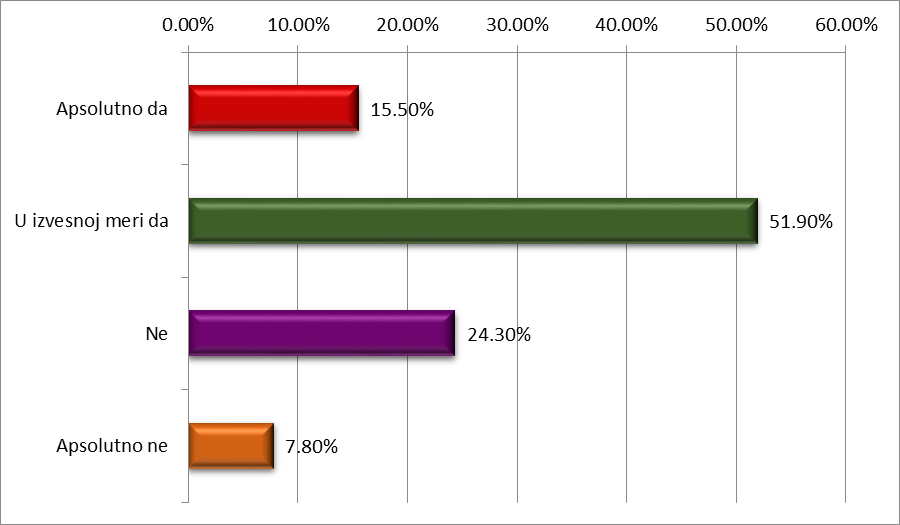 0.00% 10.00% 20.00% 30.00% 40.00% 50.00% 60.00%
Apsolutno da 15.50%
U izvesnoj meri da 51.90%
Ne 24.30%
Apsolutno ne 7.80%